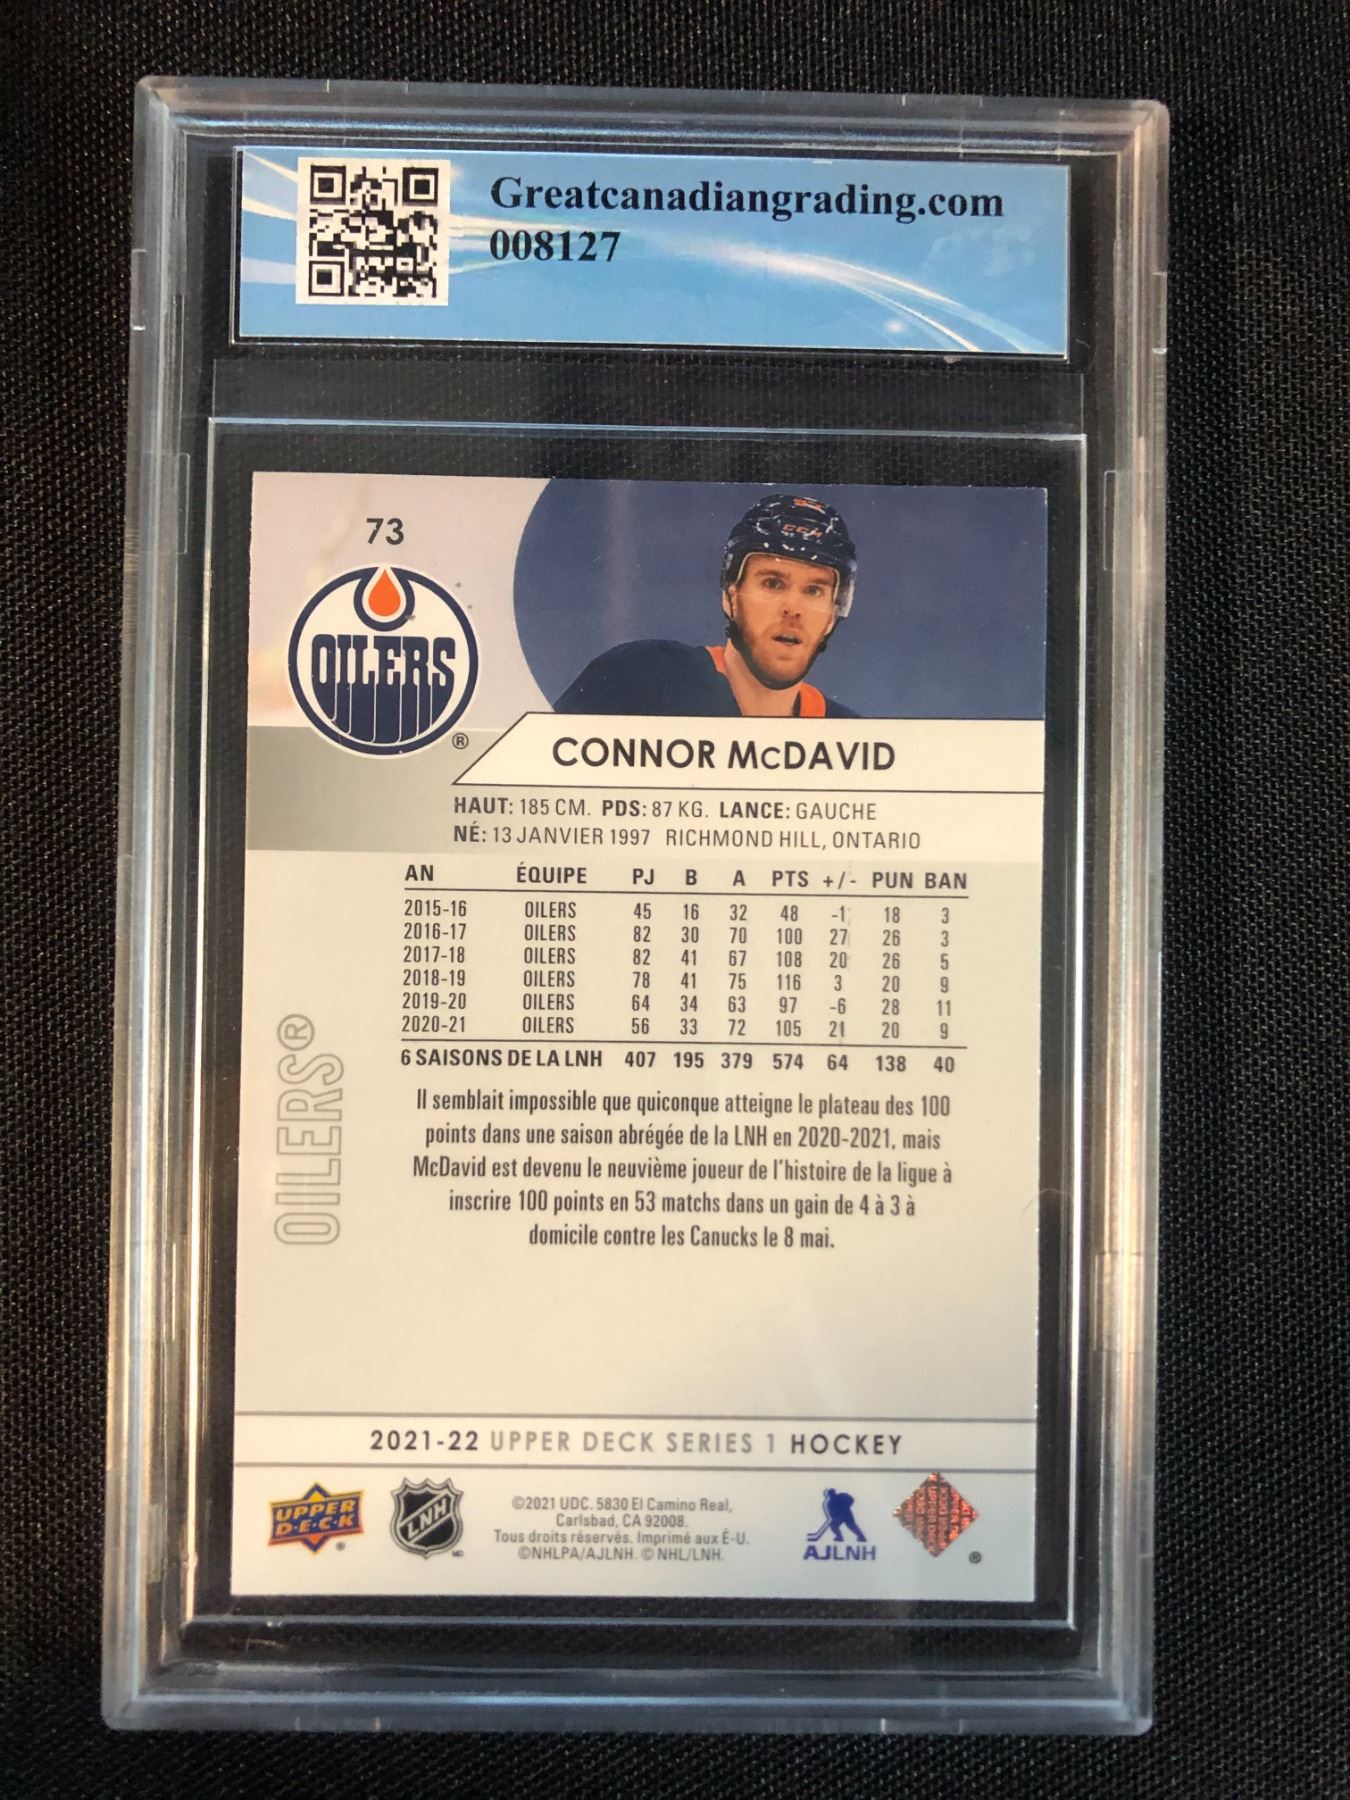 Greatcanadiangrading.com
008127
73
OILERS
®
CONNOR McDAVID
HAUT: 185 CM. PDS: 87 KG. LANCE: GAUCHE
NÉ: 13 JANVIER 1997 RICHMOND HILL, ONTARIO
AN ÉQUIPE PJ B A PTS +/- PUN BAN
2015-16 OILERS 45 16 32 48 -1 18 3
2016-17 OILERS 82 30 70 100 27 26 3
2017-18 OILERS 82 41 67 108 20 26 5
2018-19 OILERS 78 41 75 116 3 20 9
2019-20 OILERS 64 34 63 97 -6 28 11
2020-21 OILERS 56 33 72 105 21 20 9
6 SAISONS DE LA LNH 407 195 379 574 64 138 40
OILERS®
Il semblait impossible que quiconque atteigne le plateau des 100
points dans une saison abrégée de la LNH en 2020-2021, mais
McDavid est devenu le neuvième joueur de l'histoire de la ligue à
inscrire 100 points en 53 matchs dans un gain de 4 à 3 à
domicile contre les Canucks le 8 mai.
2021-22 UPPER DECK SERIES 1 HOCKEY
UPPER
D·E·C·K
®
LNH
©2021 UDC. 5830 El Camino Real,
Carlsbad, CA 92008.
Tous droits réservés. Imprimé aux É-U.
©NHLPA/AJLNH. © NHL/LNH.
AJLNH
®